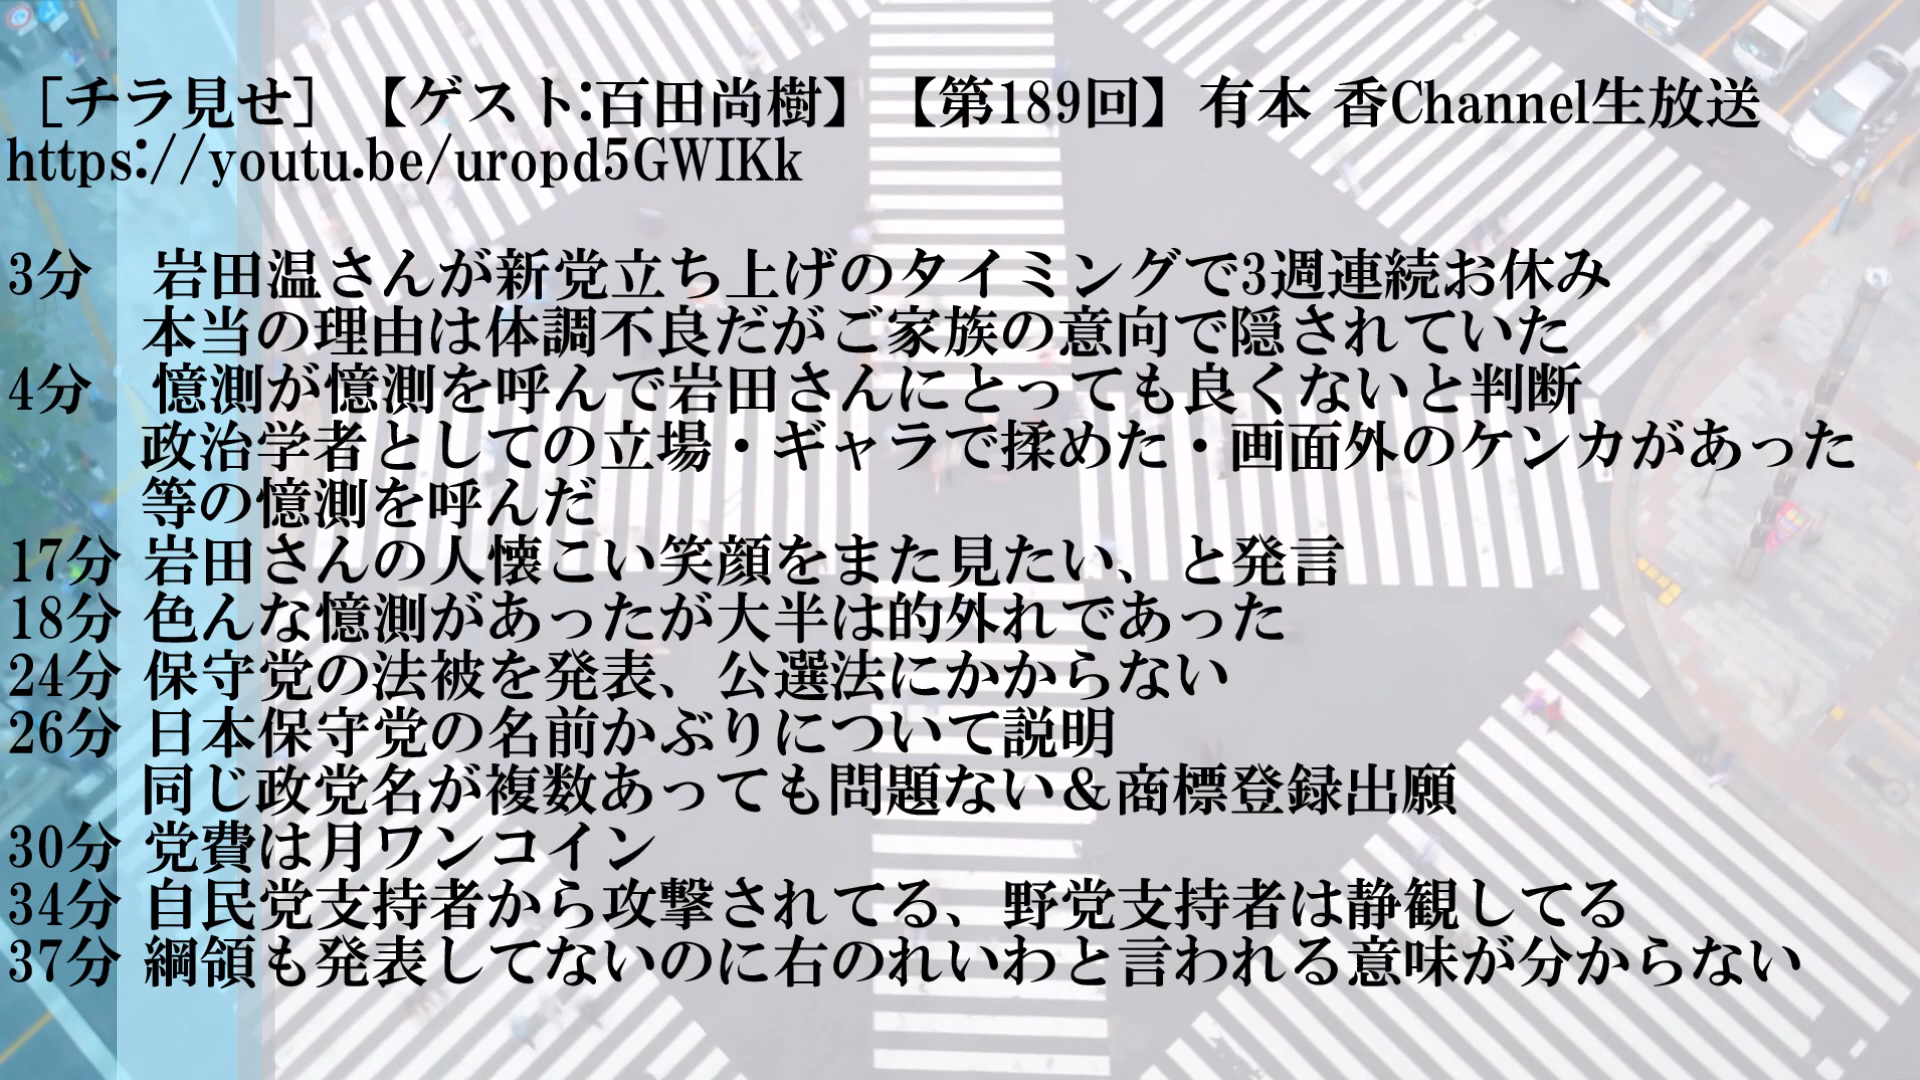 ［チラ見せ］【ゲスト:百田尚樹】【第189回】有本 香Channel生放送
https://youtu.be/uropd5GWIKk
3分　岩田温さんが新党立ち上げのタイミングで3週連続お休み
本当の理由は体調不良だがご家族の意向で隠されていた
4分　憶測が憶測を呼んで岩田さんにとっても良くないと判断
政治学者としての立場・ギャラで揉めた・画面外のケンカがあった
等の憶測を呼んだ
17分 岩田さんの人懐こい笑顔をまた見たい、と発言
18分 色んな憶測があったが大半は的外れであった
24分 保守党の法被を発表、公選法にかからない
26分 日本保守党の名前かぶりについて説明
同じ政党名が複数あっても問題ない＆商標登録出願
30分 党費は月ワンコイン
34分 自民党支持者から攻撃されてる、野党支持者は静観してる
37分 綱領も発表してないのに右のれいわと言われる意味が分からない